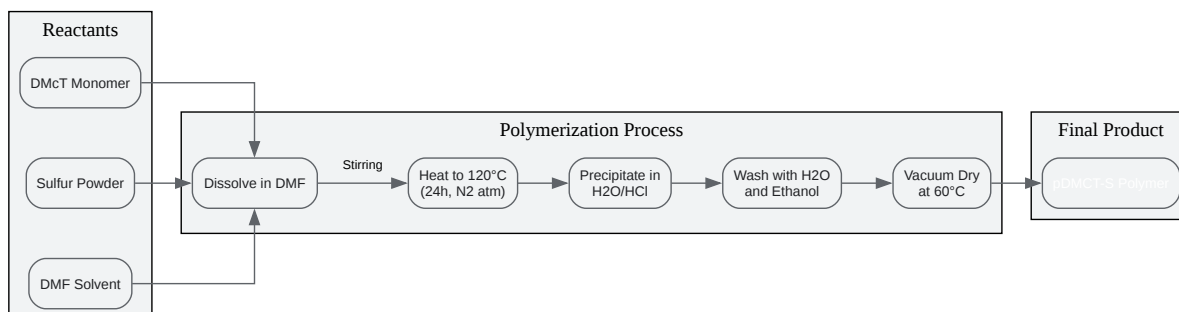 Reactants
DMcT Monomer
Sulfur Powder
DMF Solvent
Polymerization Process
Dissolve in DMF
Stirring
Heat to 120°C
(24h, N2 atm)
Precipitate in
H2O/HCl
Wash with H2O
and Ethanol
Vacuum Dry
at 60°C
Final Product
pDMCT-S Polymer